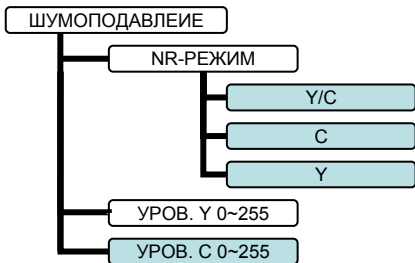 ШУМОПОДАВЛЕИЕ
NR-РЕЖИМ
Y/C
C
Y
УРОВ. Y 0~255
УРОВ. C 0~255